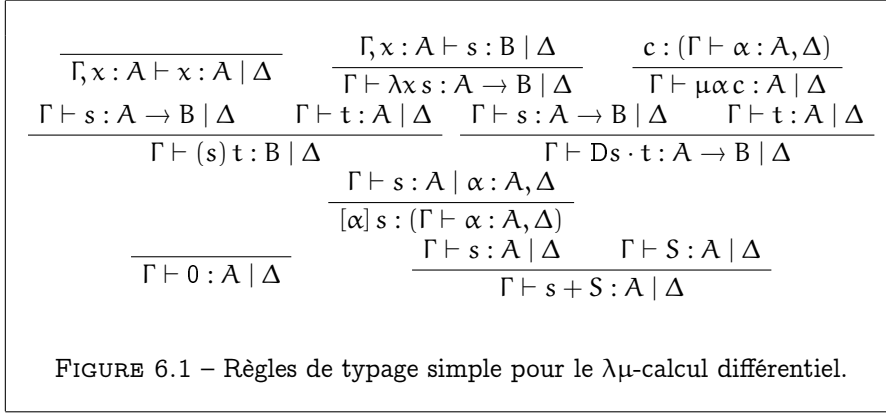 Γ, x : A ⊢ s : B | Δ c : (Γ ⊢ α : A, Δ)
Γ, x : A ⊢ x : A | Δ Γ ⊢ λx s : A → B | Δ Γ ⊢ μα c : A | Δ
Γ ⊢ s : A → B | Δ Γ ⊢ t : A | Δ Γ ⊢ s : A → B | Δ Γ ⊢ t : A | Δ
Γ ⊢ (s) t : B | Δ Γ ⊢ Ds · t : A → B | Δ
Γ ⊢ s : A | α : A, Δ
[α] s : (Γ ⊢ α : A, Δ)
Γ ⊢ s : A | Δ Γ ⊢ S : A | Δ
Γ ⊢ 0 : A | Δ Γ ⊢ s + S : A | Δ
FIGURE 6.1 – Règles de typage simple pour le λμ-calcul différentiel.